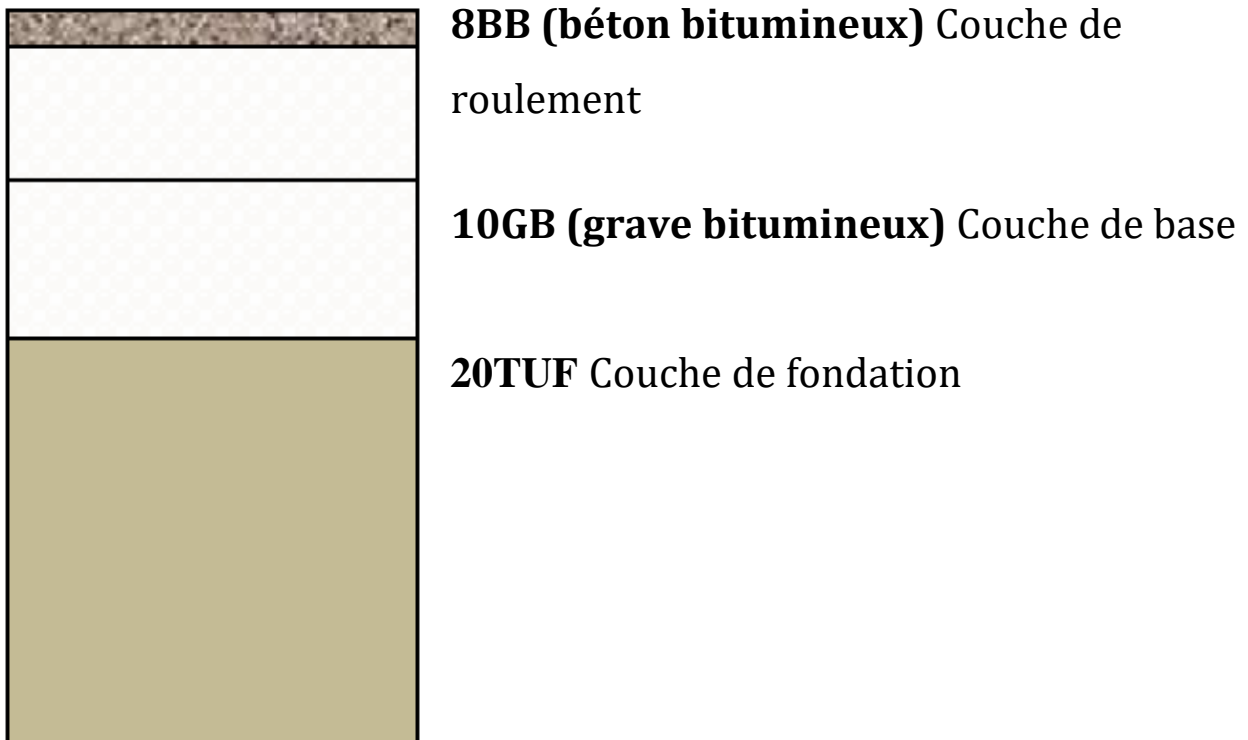 8BB (béton bitumineux) Couche de
roulement
10GB (grave bitumineux) Couche de base
20TUF Couche de fondation